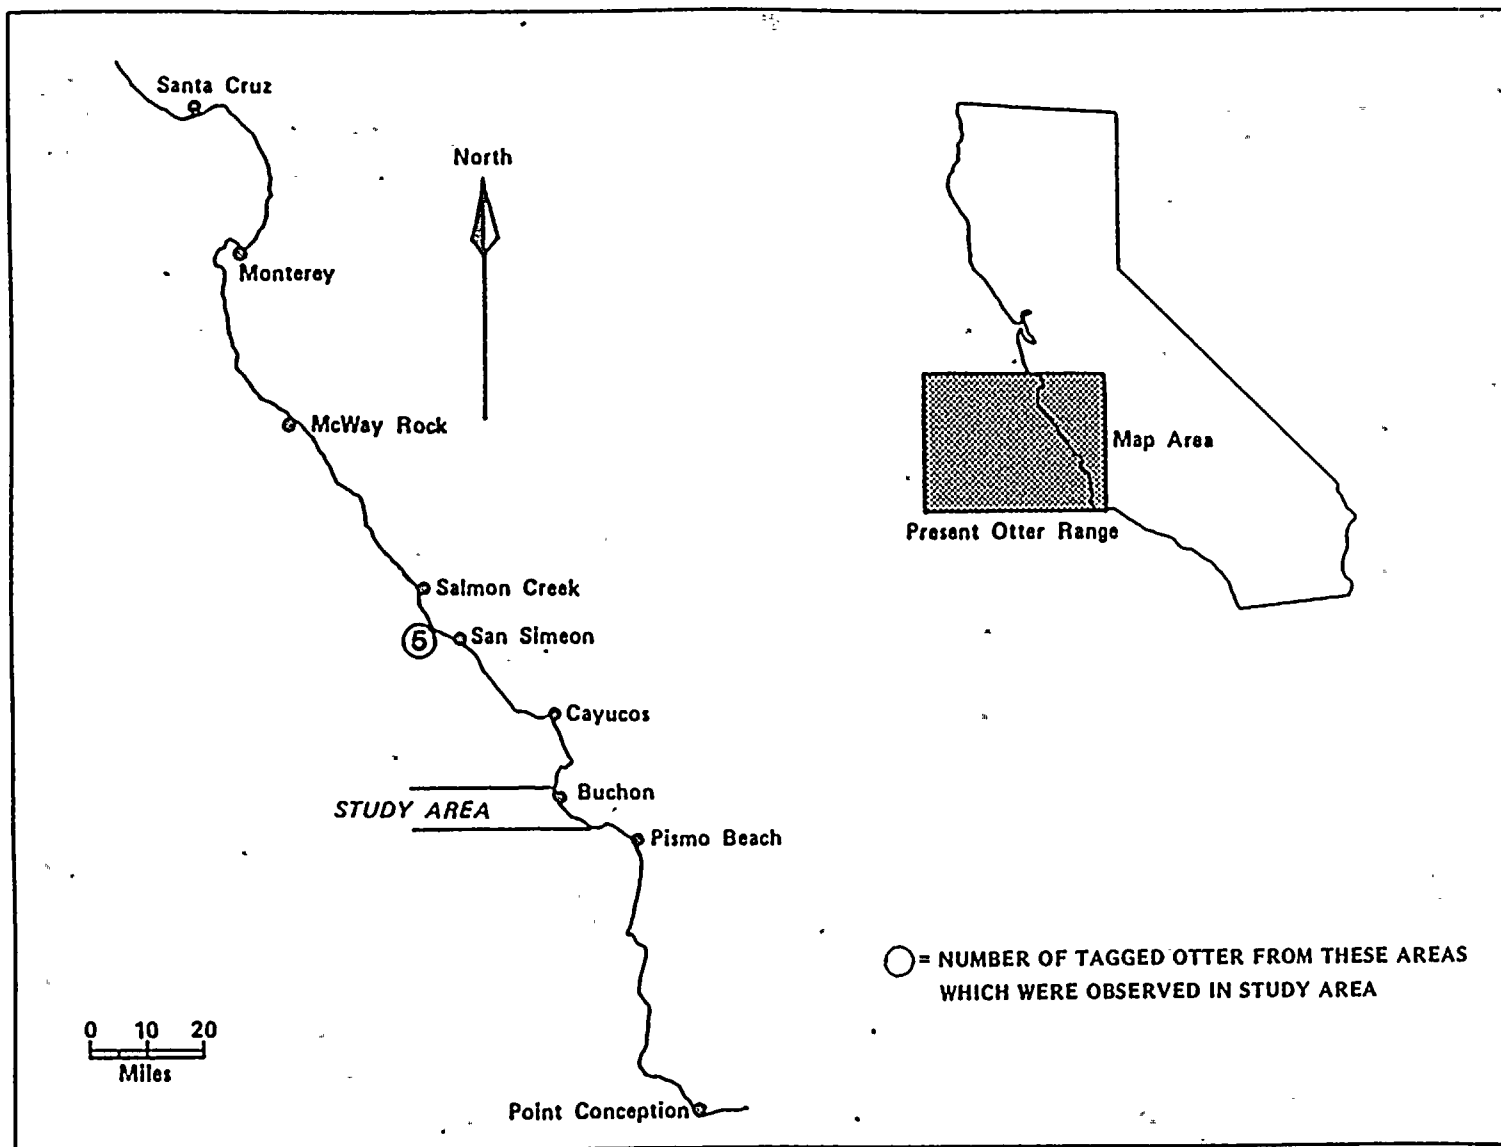 Santa Cruz
North
Monterey
McWay Rock
Map Area
Present Otter Range
Salmon Creek
5
San Simeon
Cayucos
Buchon
STUDY AREA
Pismo Beach
= NUMBER OF TAGGED OTTER FROM THESE AREAS
WHICH WERE OBSERVED IN STUDY AREA
0 10 20
Miles
Point Conception